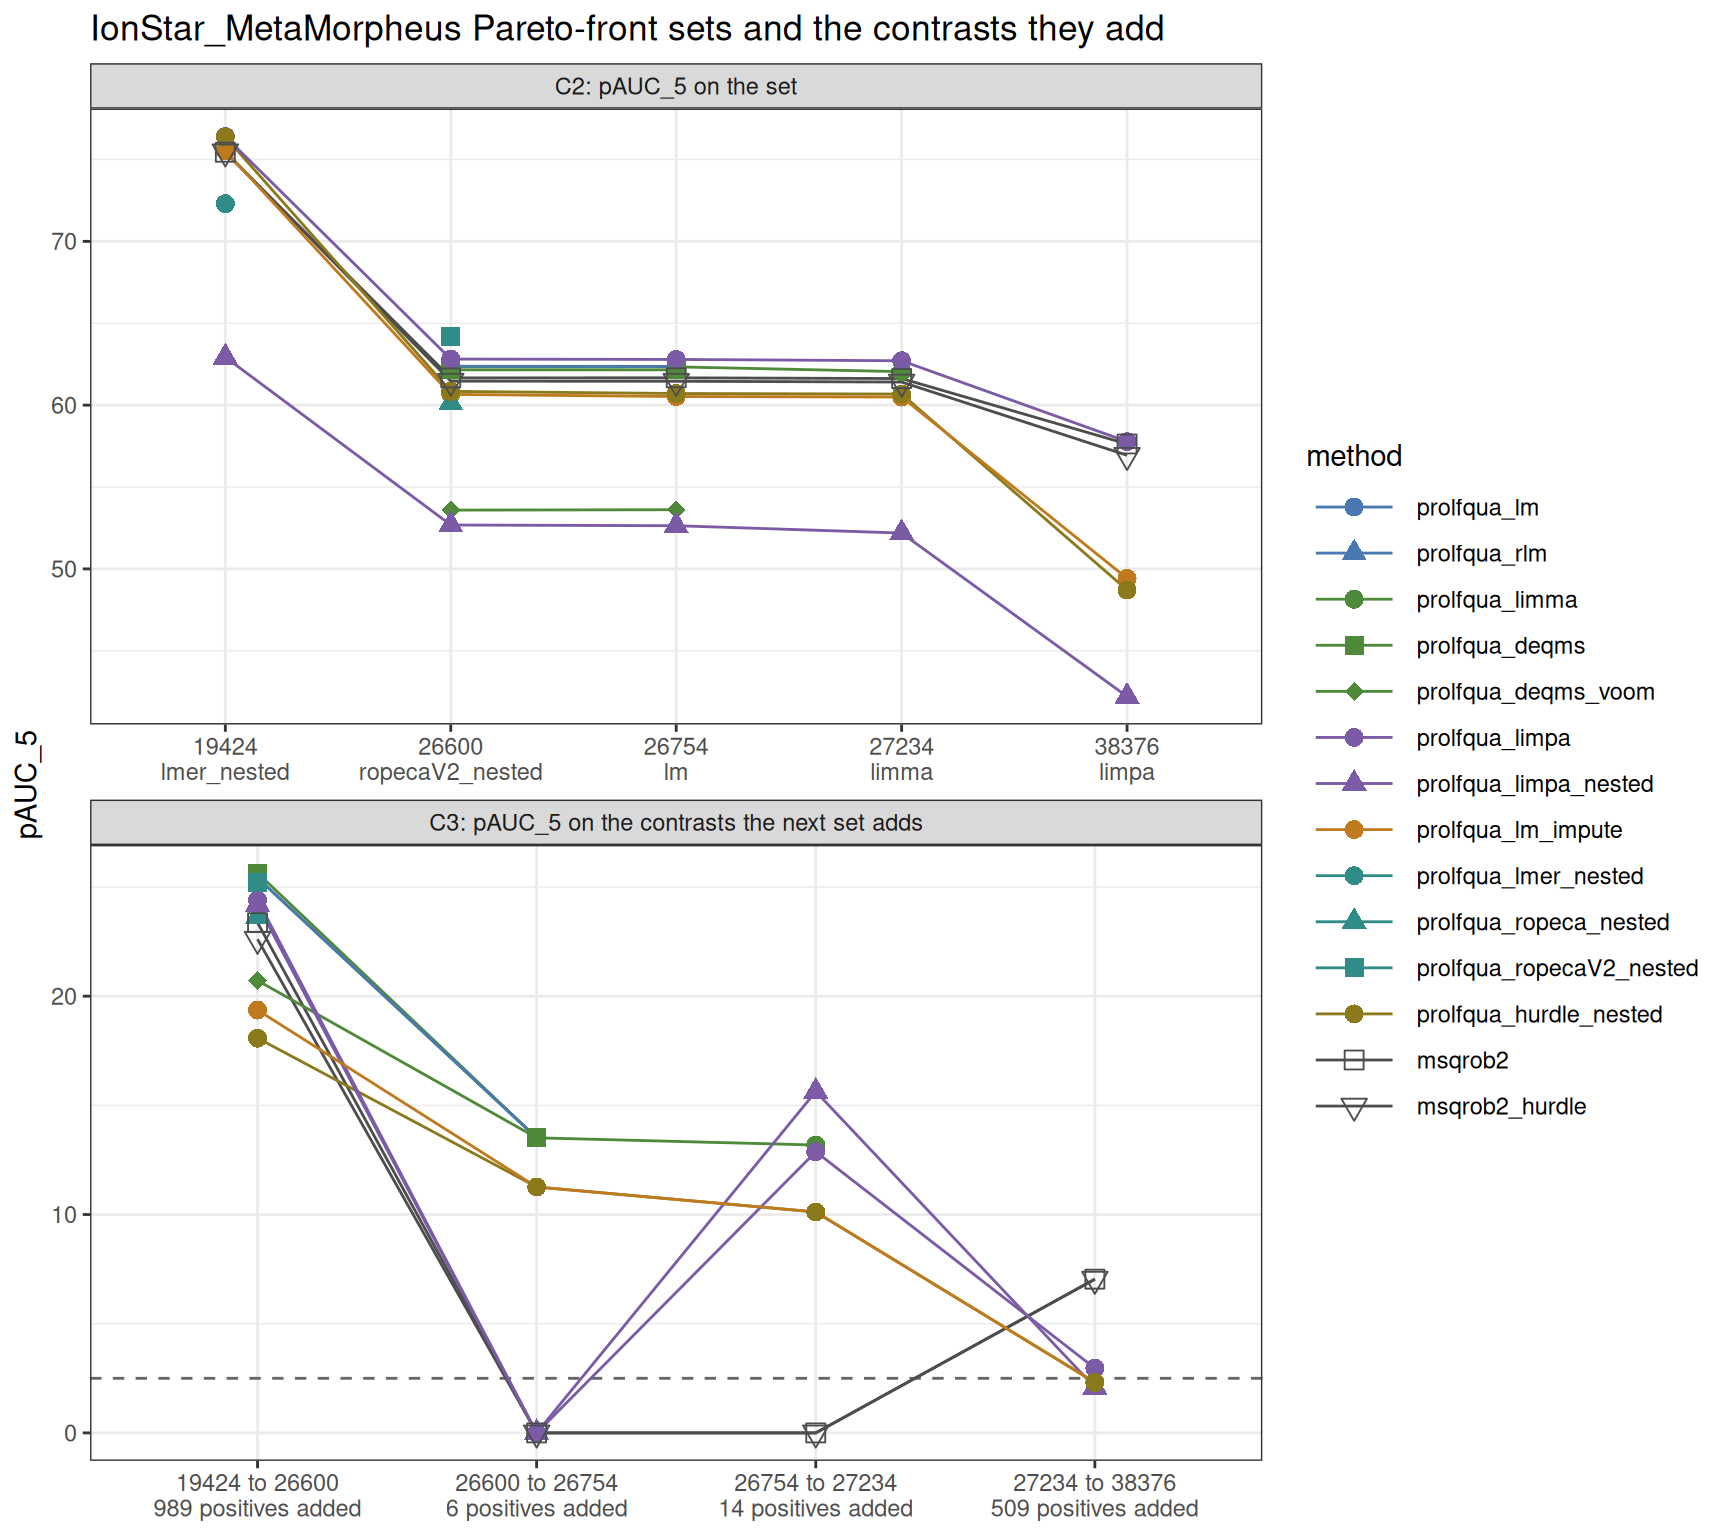 IonStar_MetaMorpheus Pareto-front sets and the contrasts they add
C2: pAUC_5 on the set
70
60
50
19424
lmer_nested
26600
ropecaV2_nested
26754
lm
27234
limma
38376
limpa
pAUC_5
C3: pAUC_5 on the contrasts the next set adds
20
10
0
19424 to 26600
989 positives added
26600 to 26754
6 positives added
26754 to 27234
14 positives added
27234 to 38376
509 positives added
method
prolfqua_lm
prolfqua_rlm
prolfqua_limma
prolfqua_deqms
prolfqua_deqms_voom
prolfqua_limpa
prolfqua_limpa_nested
prolfqua_lm_impute
prolfqua_lmer_nested
prolfqua_ropeca_nested
prolfqua_ropecaV2_nested
prolfqua_hurdle_nested
msqrob2
msqrob2_hurdle